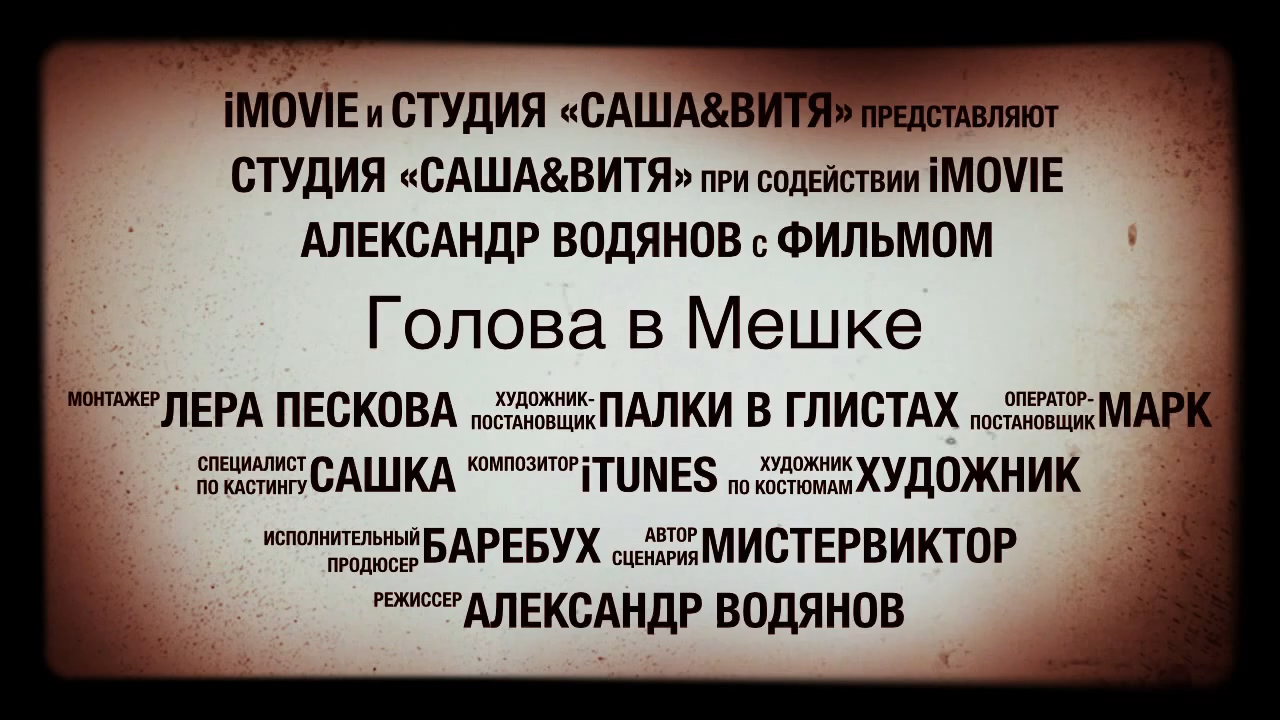 iMOVIE и СТУДИЯ «САША&ВИТЯ» ПРЕДСТАВЛЯЮТ
СТУДИЯ «САША&ВИТЯ» ПРИ СОДЕЙСТВИИ iMOVIE
АЛЕКСАНДР ВОДЯНОВ С ФИЛЬМОМ
Голова в Мешке
МОНТАЖЕР ЛЕРА ПЕСКОВА ХУДОЖНИК-ПОСТАНОВЩИК ПАЛКИ В ГЛИСТАХ ОПЕРАТОР-ПОСТАНОВЩИК МАРК
СПЕЦИАЛИСТ ПО КАСТИНГУ САШКА КОМПОЗИТОР iTUNES ХУДОЖНИК ПО КОСТЮМАМ ХУДОЖНИК
ИСПОЛНИТЕЛЬНЫЙ ПРОДЮСЕР БАРЕБУХ АВТОР СЦЕНАРИЯ МИСТЕРВИКТОР
РЕЖИССЕР АЛЕКСАНДР ВОДЯНОВ